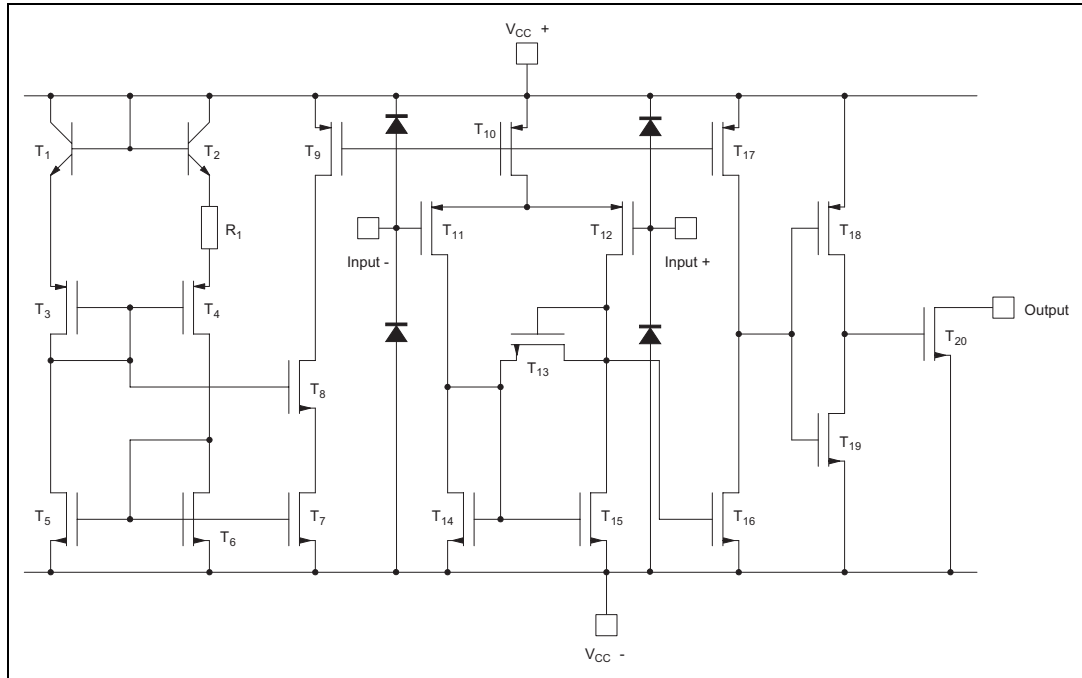 V_CC +
T_1
T_2
T_9
T_10
T_17
R_1
T_11
T_12
T_18
Input -
Input +
T_3
T_4
Output
T_20
T_13
T_8
T_19
T_5
T_6
T_7
T_14
T_15
T_16
V_CC -